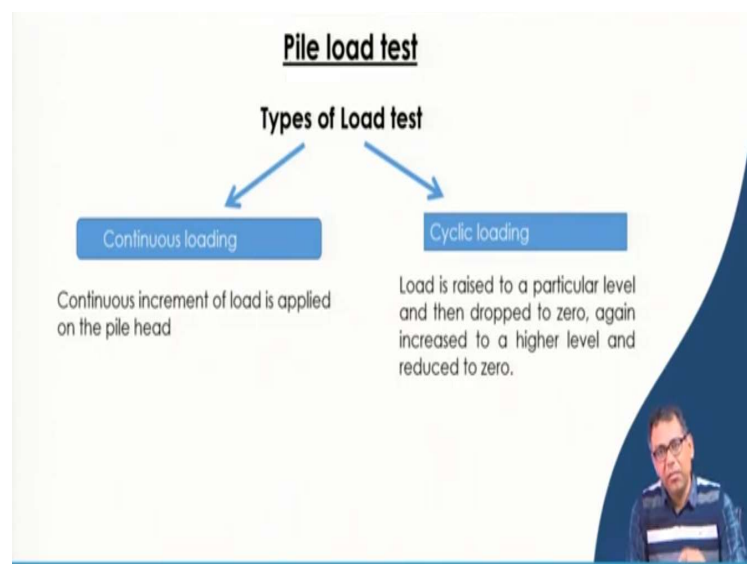 Pile load test
Types of Load test
Continuous loading
Continuous increment of load is applied
on the pile head
Cyclic loading
Load is raised to a particular level
and then dropped to zero, again
increased to a higher level and
reduced to zero.